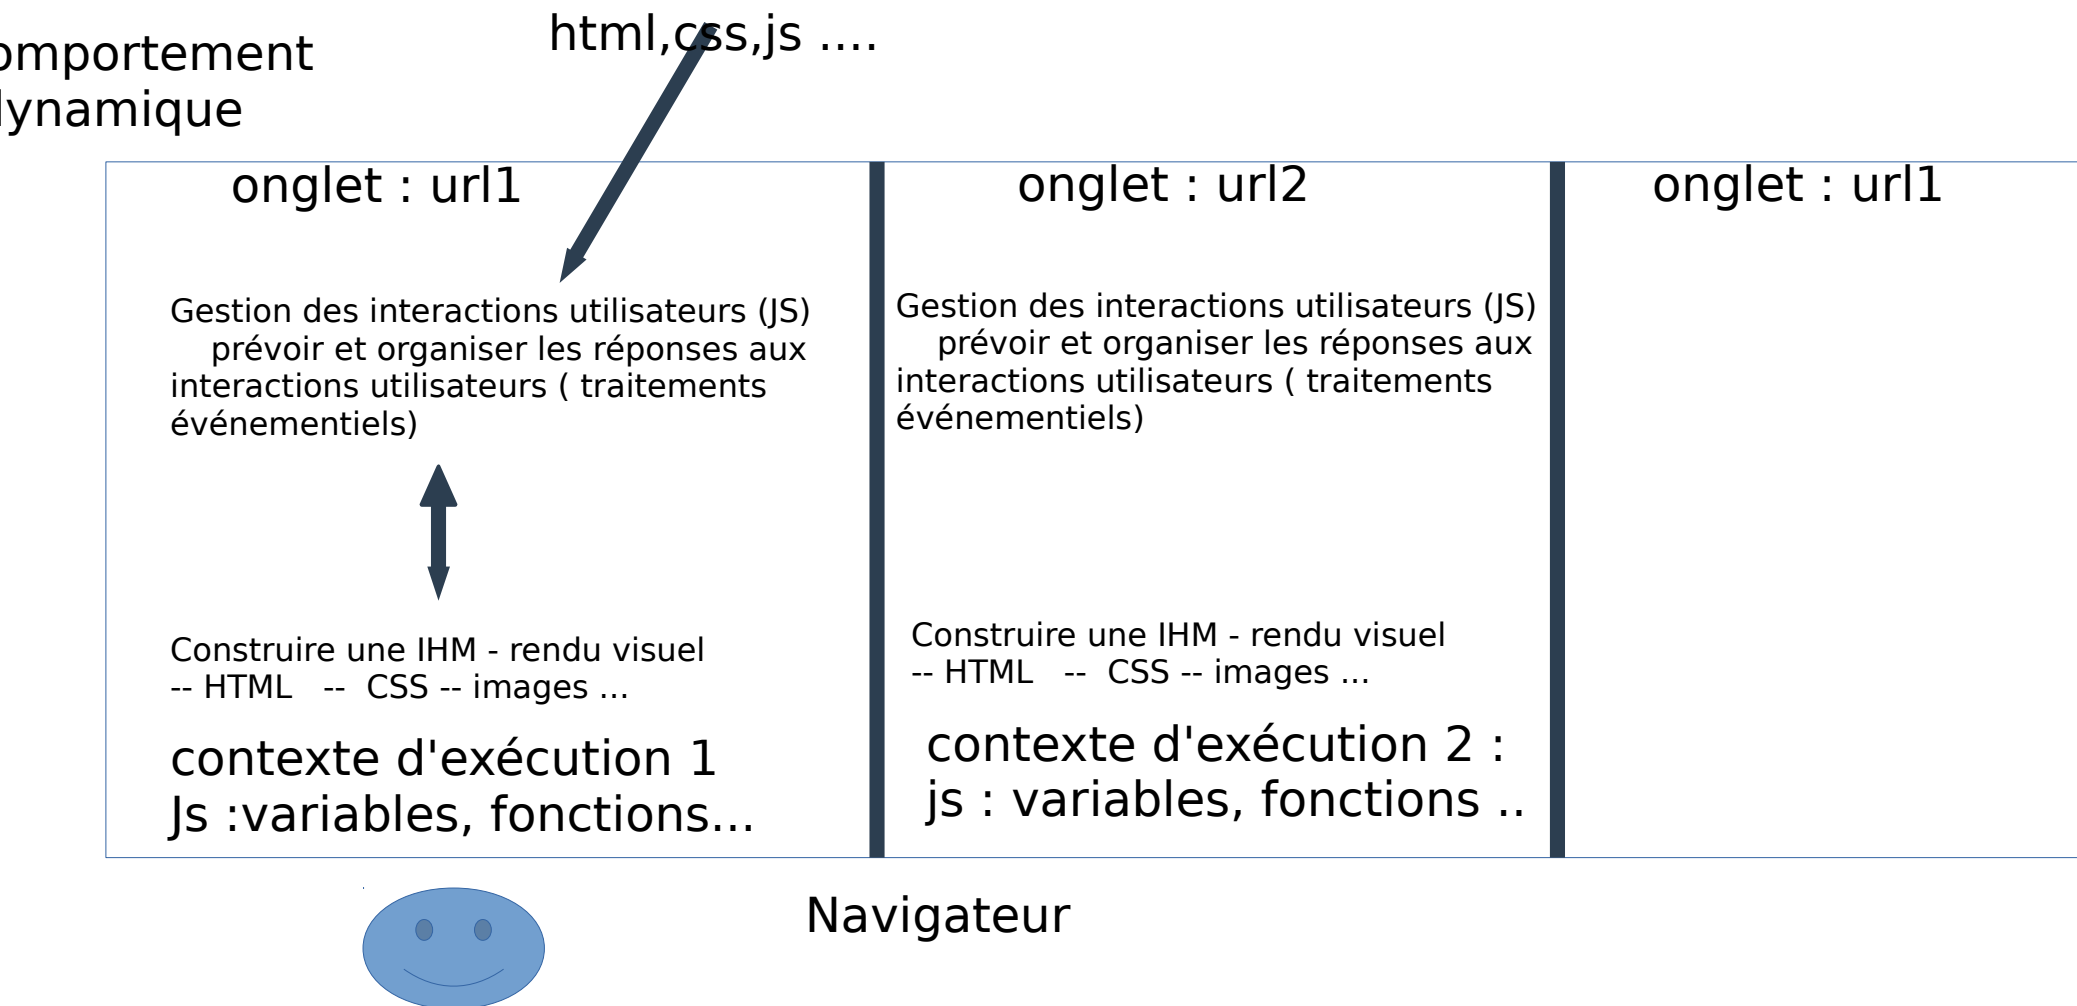 html,css,js ....
omportement
ynamique
onglet : url1
Gestion des interactions utilisateurs (JS)
prévoir et organiser les réponses aux
interactions utilisateurs ( traitements
événementiels)
Construire une IHM - rendu visuel
-- HTML -- CSS -- images ...
contexte d'exécution 1
Js :variables, fonctions...
onglet : url2
Gestion des interactions utilisateurs (JS)
prévoir et organiser les réponses aux
interactions utilisateurs ( traitements
événementiels)
Construire une IHM - rendu visuel
-- HTML -- CSS -- images ...
contexte d'exécution 2 :
js : variables, fonctions ..
onglet : url1
Navigateur